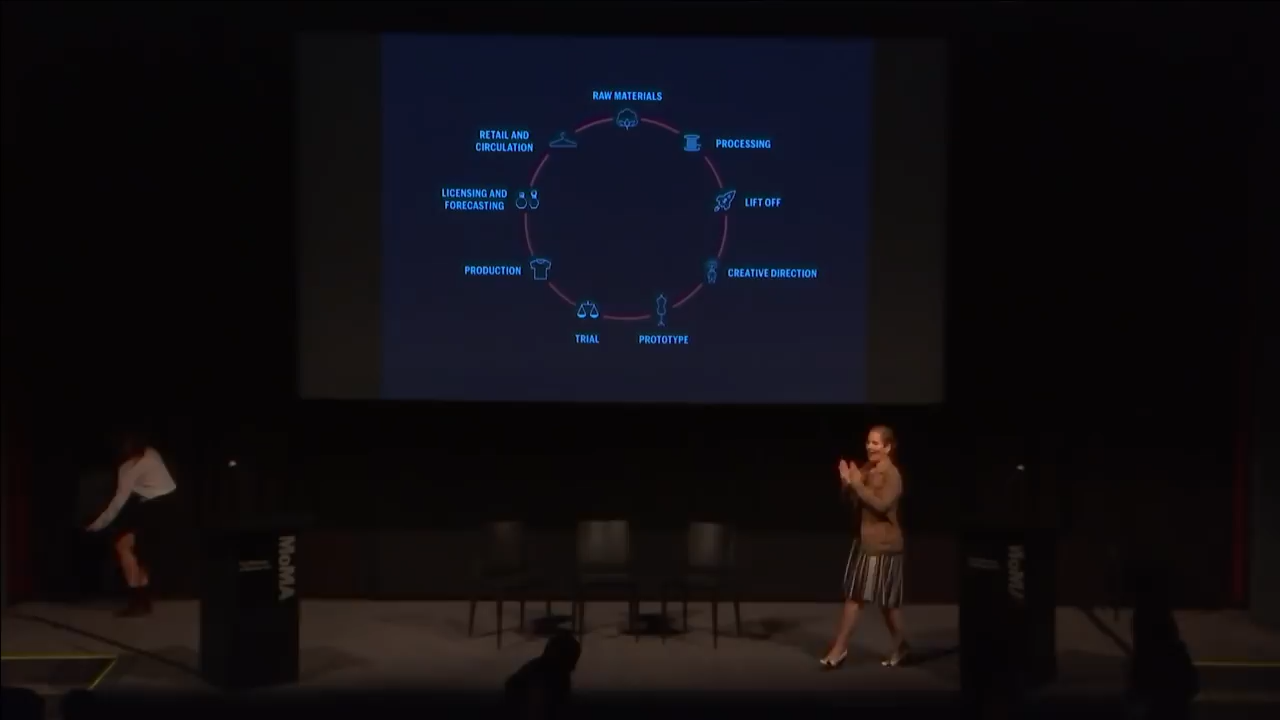 RAW MATERIALS
RETAIL AND
CIRCULATION
PROCESSING
LICENSING AND
FORECASTING
LIFT OFF
PRODUCTION
CREATIVE DIRECTION
TRIAL
PROTOTYPE
MoMA
MoMA